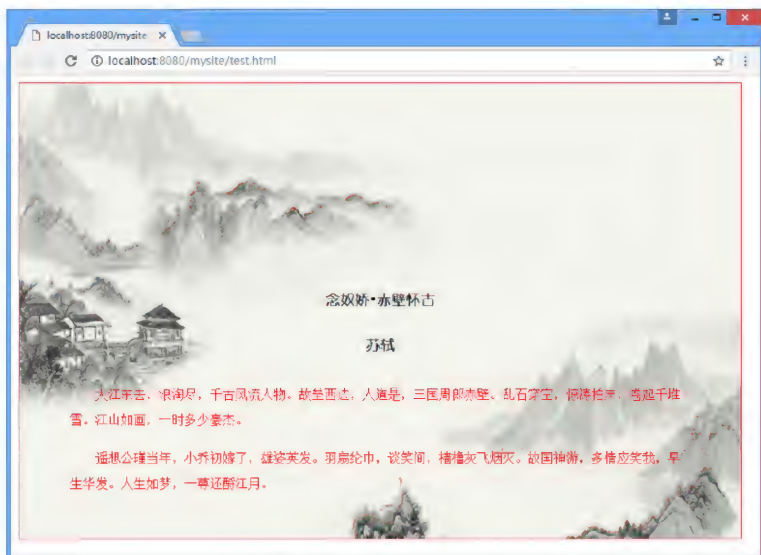 localhost:8080/mysite
localhost:8080/mysite/test.html
念奴娇•赤壁怀古
苏轼
大江东去，浪淘尽，千古风流人物。故垒西边，人道是，三国周郎赤壁。乱石穿空，惊涛拍岸，卷起千堆
雪。江山如画，一时多少豪杰。
遥想公瑾当年，小乔初嫁了，雄姿英发。羽扇纶巾，谈笑间，樯橹灰飞烟灭。故国神游，多情应笑我，早
生华发。人生如梦，一尊还酹江月。